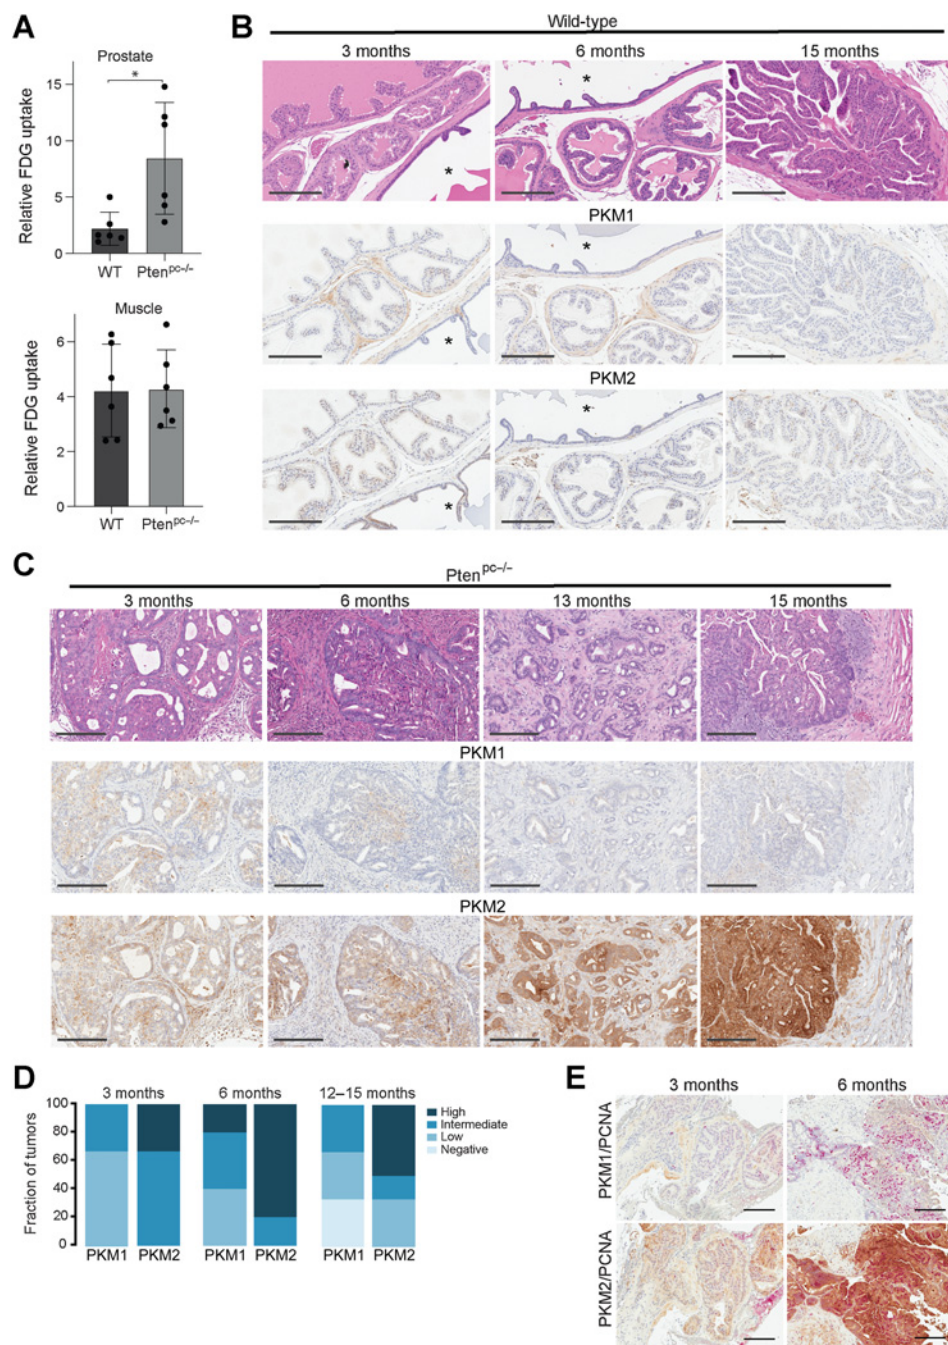 A
Prostate
*
Relative FDG uptake
15
10
5
0
WT
Pten^pc–/–
Muscle
Relative FDG uptake
6
4
2
0
WT
Pten^pc–/–
B
Wild-type
3 months
6 months
15 months
*
*
PKM1
*
*
PKM2
*
*
C
Pten^pc–/–
3 months
6 months
13 months
15 months
PKM1
PKM2
D
3 months
6 months
12–15 months
Fraction of tumors
100
80
60
40
20
0
PKM1 PKM2
PKM1 PKM2
PKM1 PKM2
High
Intermediate
Low
Negative
E
3 months
6 months
PKM1/PCNA
PKM2/PCNA